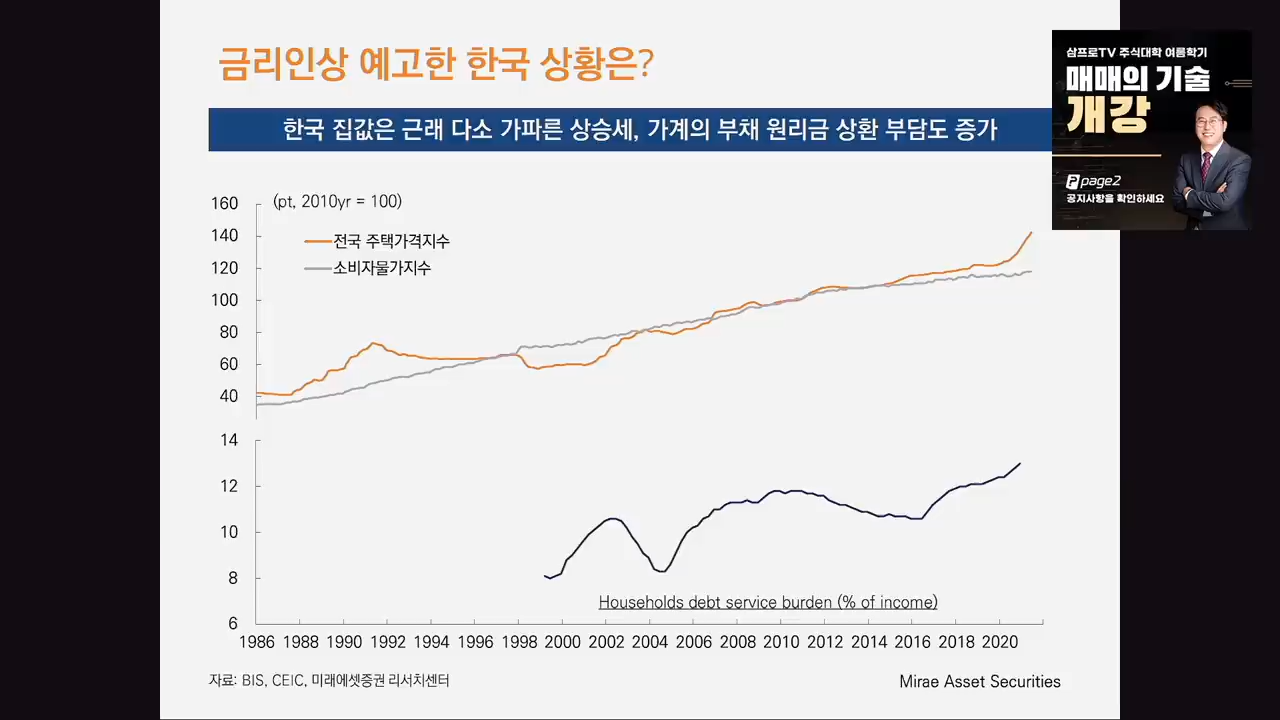 금리인상 예고한 한국 상황은?
한국 집값은 근래 다소 가파른 상승세, 가계의 부채 원리금 상환 부담도 증가
삼프로TV 주식대학 여름학기
매매의 기술
개강
page2
공지사항을 확인하세요
(pt, 2010yr = 100)
전국 주택가격지수
소비자물가지수
160
140
120
100
80
60
40
14
12
10
8
6
Households debt service burden (% of income)
1986 1988 1990 1992 1994 1996 1998 2000 2002 2004 2006 2008 2010 2012 2014 2016 2018 2020
자료: BIS, CEIC, 미래에셋증권 리서치센터
Mirae Asset Securities